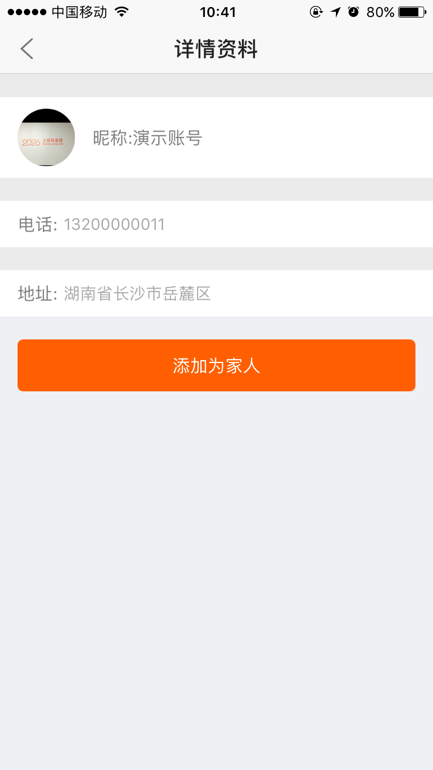 中国移动
10:41
80%
详情资料
昵称:演示账号
电话: 13200000011
地址: 湖南省长沙市岳麓区
添加为家人